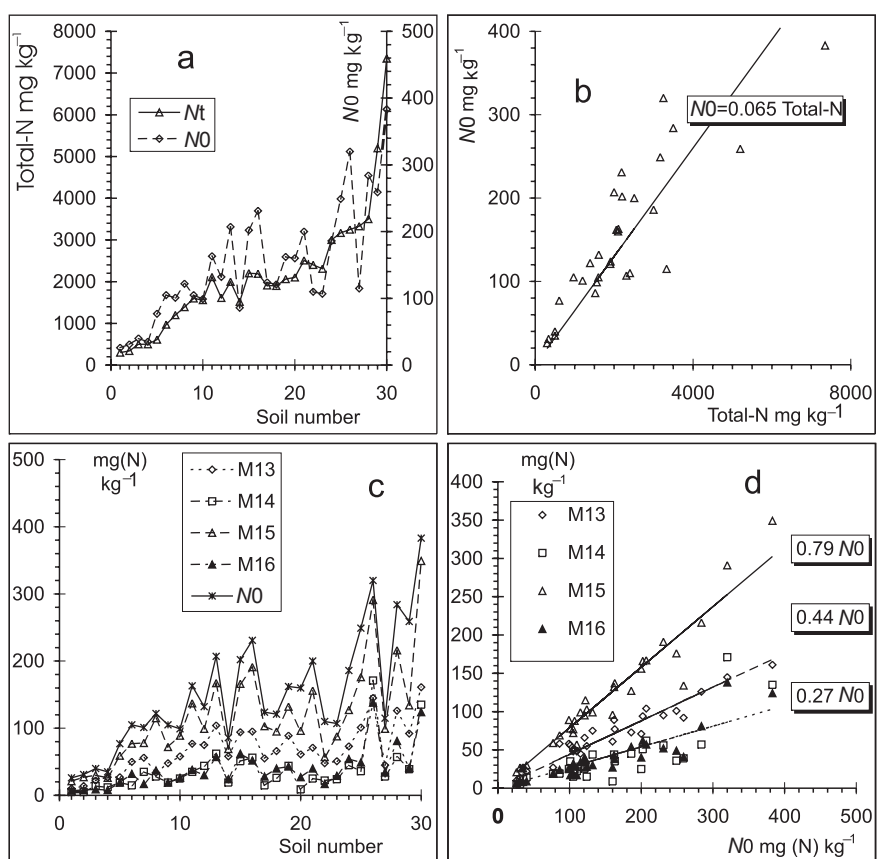 a
Total-N mg kg–1
N0 mg kg–1
8000
7000
6000
5000
4000
3000
2000
1000
0
500
400
300
200
100
0
Nt
N0
0
10
20
30
Soil number
b
N0 mg kg–1
400
300
200
100
0
N0=0.065 Total-N
0
4000
8000
Total-N mg kg–1
c
mg(N)
kg–1
500
400
300
200
100
0
M13
M14
M15
M16
N0
0
10
20
30
Soil number
d
mg(N)
kg–1
400
350
300
250
200
150
100
50
0
M13
M14
M15
M16
0.79 N0
0.44 N0
0.27 N0
0
100
200
300
400
500
N0 mg (N) kg–1